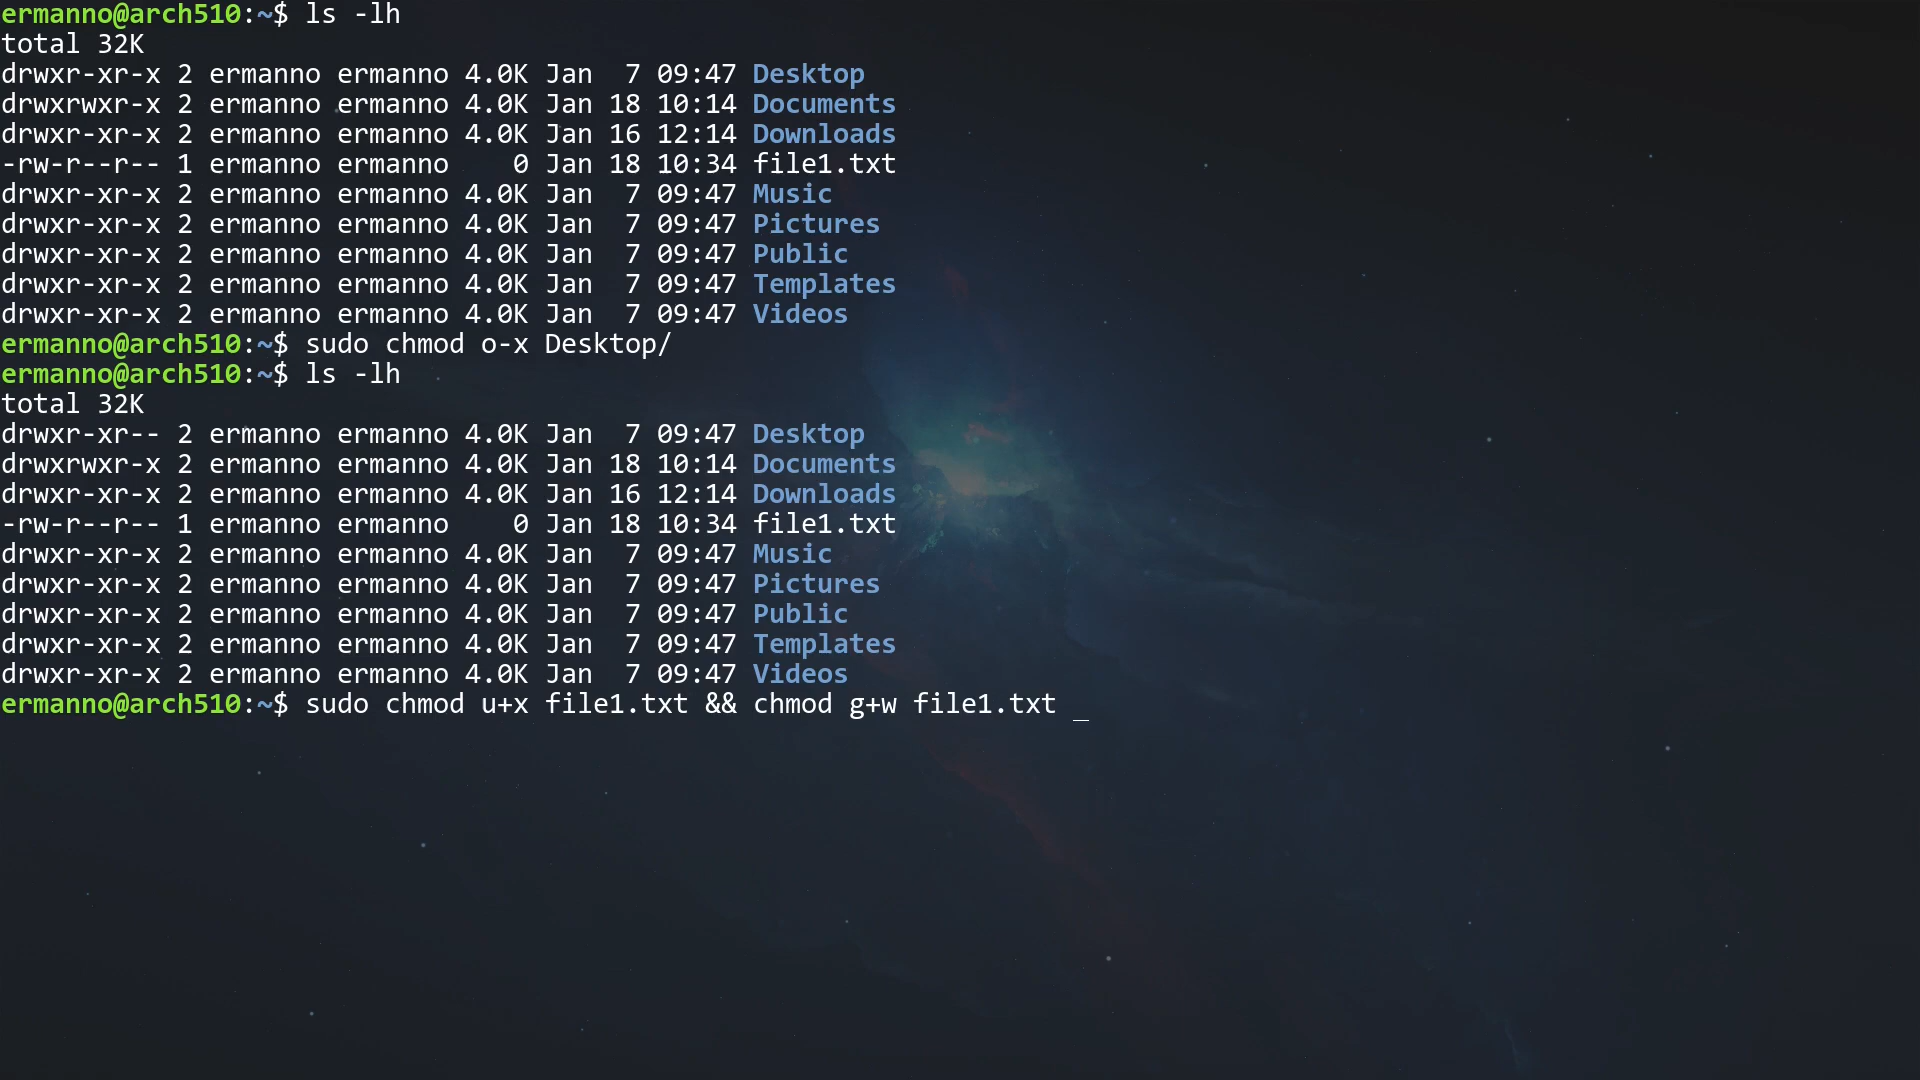 ermanno@arch510:~$ ls -lh
total 32K
drwxr-xr-x 2 ermanno ermanno 4.0K Jan  7 09:47 Desktop
drwxrwxr-x 2 ermanno ermanno 4.0K Jan 18 10:14 Documents
drwxr-xr-x 2 ermanno ermanno 4.0K Jan 16 12:14 Downloads
-rw-r--r-- 1 ermanno ermanno    0 Jan 18 10:34 file1.txt
drwxr-xr-x 2 ermanno ermanno 4.0K Jan  7 09:47 Music
drwxr-xr-x 2 ermanno ermanno 4.0K Jan  7 09:47 Pictures
drwxr-xr-x 2 ermanno ermanno 4.0K Jan  7 09:47 Public
drwxr-xr-x 2 ermanno ermanno 4.0K Jan  7 09:47 Templates
drwxr-xr-x 2 ermanno ermanno 4.0K Jan  7 09:47 Videos
ermanno@arch510:~$ sudo chmod o-x Desktop/
ermanno@arch510:~$ ls -lh
total 32K
drwxr-xr-- 2 ermanno ermanno 4.0K Jan  7 09:47 Desktop
drwxrwxr-x 2 ermanno ermanno 4.0K Jan 18 10:14 Documents
drwxr-xr-x 2 ermanno ermanno 4.0K Jan 16 12:14 Downloads
-rw-r--r-- 1 ermanno ermanno    0 Jan 18 10:34 file1.txt
drwxr-xr-x 2 ermanno ermanno 4.0K Jan  7 09:47 Music
drwxr-xr-x 2 ermanno ermanno 4.0K Jan  7 09:47 Pictures
drwxr-xr-x 2 ermanno ermanno 4.0K Jan  7 09:47 Public
drwxr-xr-x 2 ermanno ermanno 4.0K Jan  7 09:47 Templates
drwxr-xr-x 2 ermanno ermanno 4.0K Jan  7 09:47 Videos
ermanno@arch510:~$ sudo chmod u+x file1.txt && chmod g+w file1.txt _